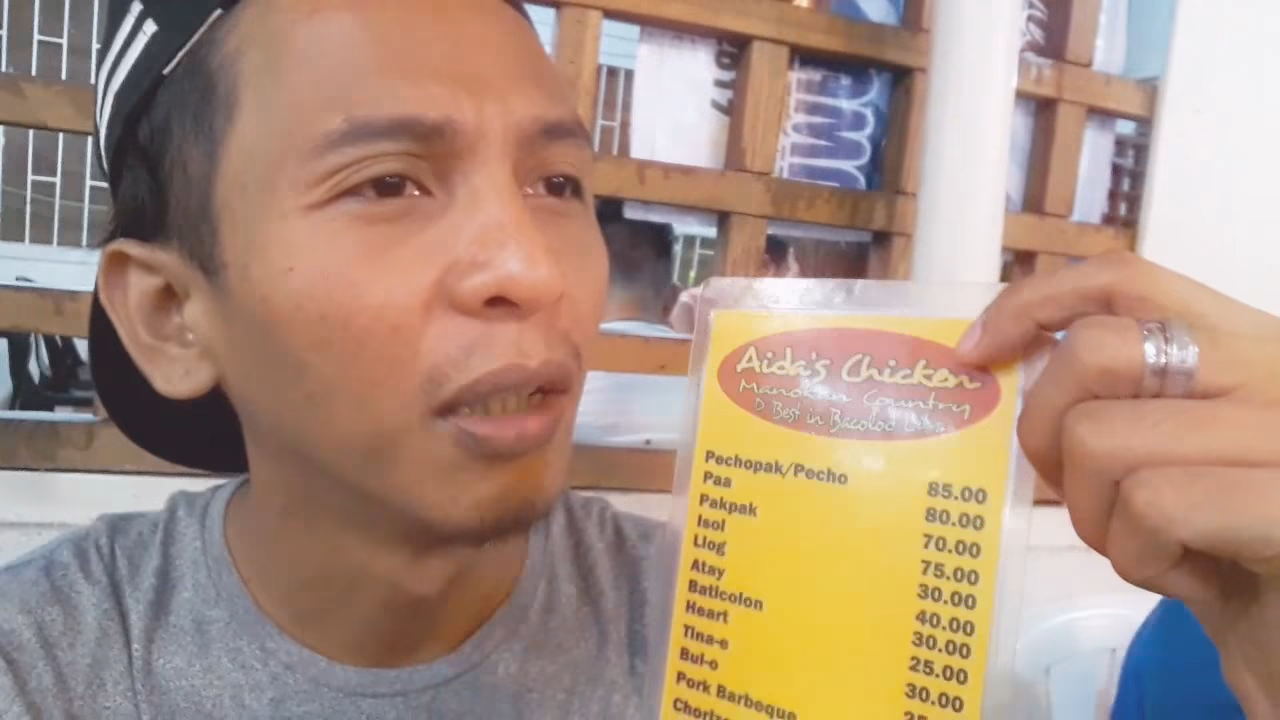 Aida's Chicken
Manokan Country
D' Best in Bacolod
Pechopak/Pecho 85.00
Paa 80.00
Pakpak 70.00
Isol 75.00
Liog 30.00
Atay 40.00
Baticolon 30.00
Heart 25.00
Tina-e 30.00
Bul-o
Pork Barbeque
2017